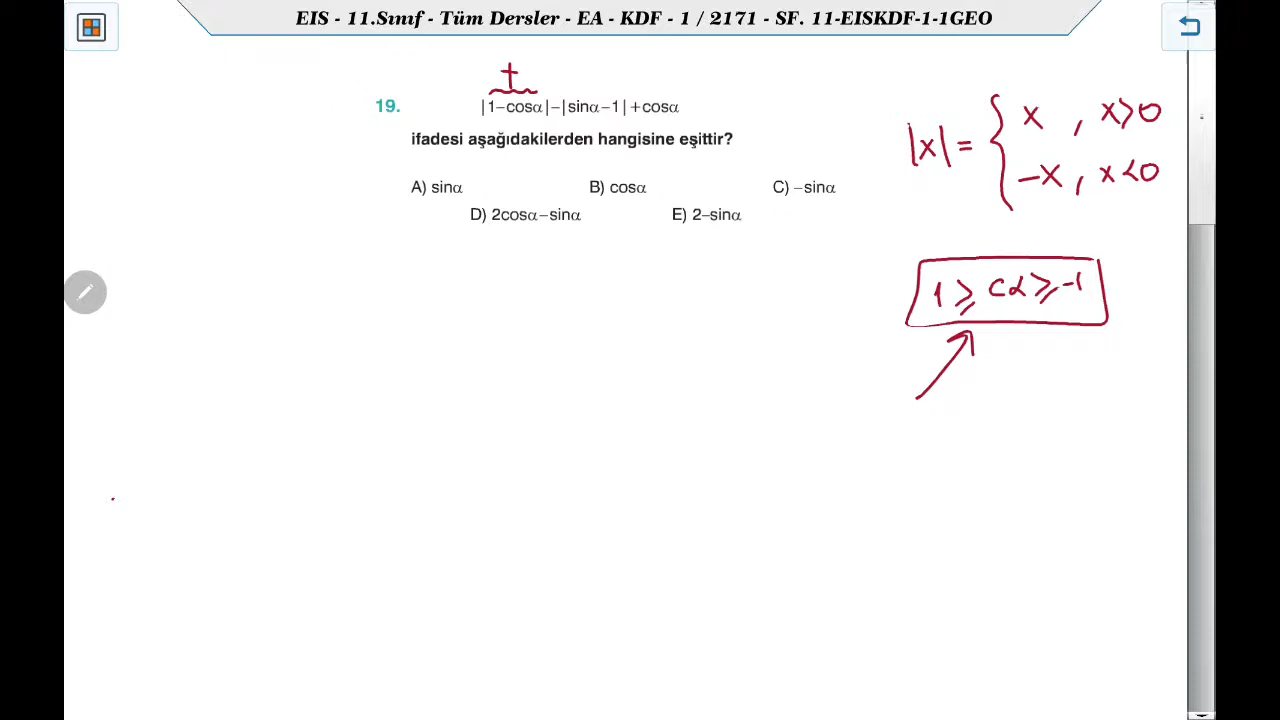 EIS - 11.Sınıf - Tüm Dersler - EA - KDF - 1 / 2171 - SF. 11-EISKDF-1-1GEO
+
19. |1−cosα|−|sinα−1|+cosα
ifadesi aşağıdakilerden hangisine eşittir?
A) sinα B) cosα C) −sinα
D) 2cosα−sinα E) 2−sinα
|x| = { x , x>0
−x , x<0
1 ≥ cα ≥ −1